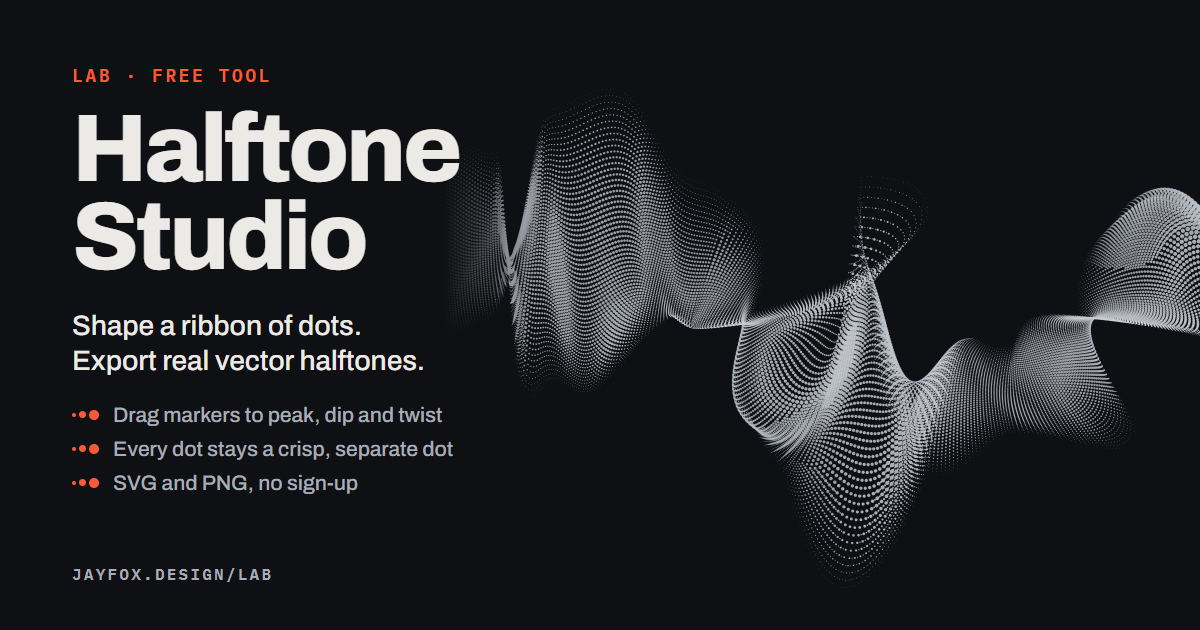 LAB · FREE TOOL
Halftone
Studio
Shape a ribbon of dots.
Export real vector halftones.
Drag markers to peak, dip and twist
Every dot stays a crisp, separate dot
SVG and PNG, no sign-up
JAYFOX.DESIGN/LAB